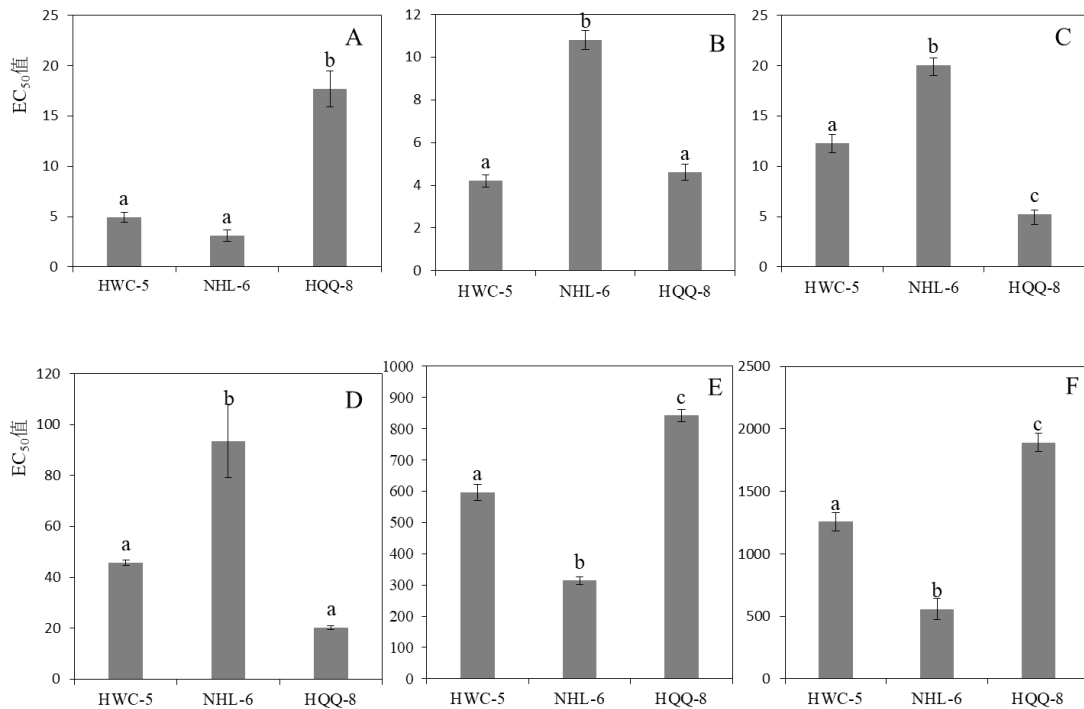 A
EC50值
25
20
15
10
5
0
a
a
b
HWC-5
NHL-6
HQQ-8
B
12
10
8
6
4
2
0
a
b
a
HWC-5
NHL-6
HQQ-8
C
25
20
15
10
5
0
a
b
c
HWC-5
NHL-6
HQQ-8
D
EC50值
120
100
80
60
40
20
0
a
b
a
HWC-5
NHL-6
HQQ-8
E
1000
900
800
700
600
500
400
300
200
100
0
a
b
c
HWC-5
NHL-6
HQQ-8
F
2500
2000
1500
1000
500
0
a
b
c
HWC-5
NHL-6
HQQ-8